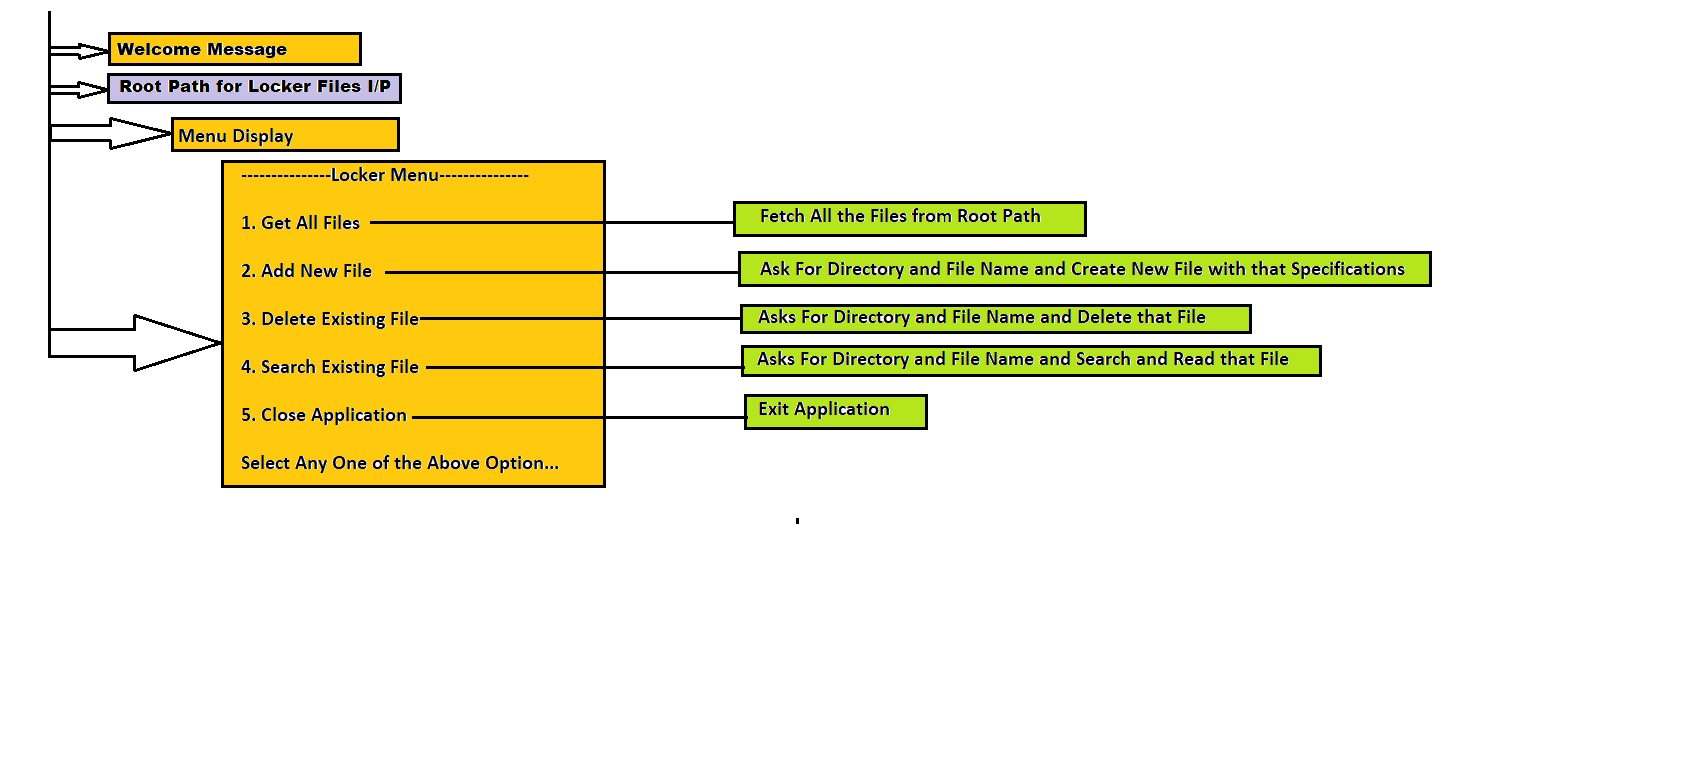 Welcome Message
Root Path for Locker Files I/P
Menu Display
---------------Locker Menu---------------
1. Get All Files
Fetch All the Files from Root Path
2. Add New File
Ask For Directory and File Name and Create New File with that Specifications
3. Delete Existing File
Asks For Directory and File Name and Delete that File
4. Search Existing File
Asks For Directory and File Name and Search and Read that File
5. Close Application
Exit Application
Select Any One of the Above Option...